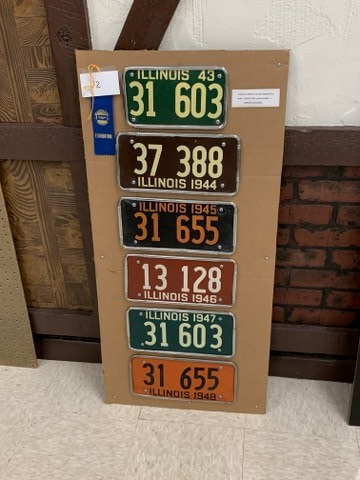 2
ILLINOIS 43
31 603
37 388
ILLINOIS 1944
ILLINOIS 1945
31 655
13 128
ILLINOIS 1946
ILLINOIS 1947
31 603
31 655
ILLINOIS 1948